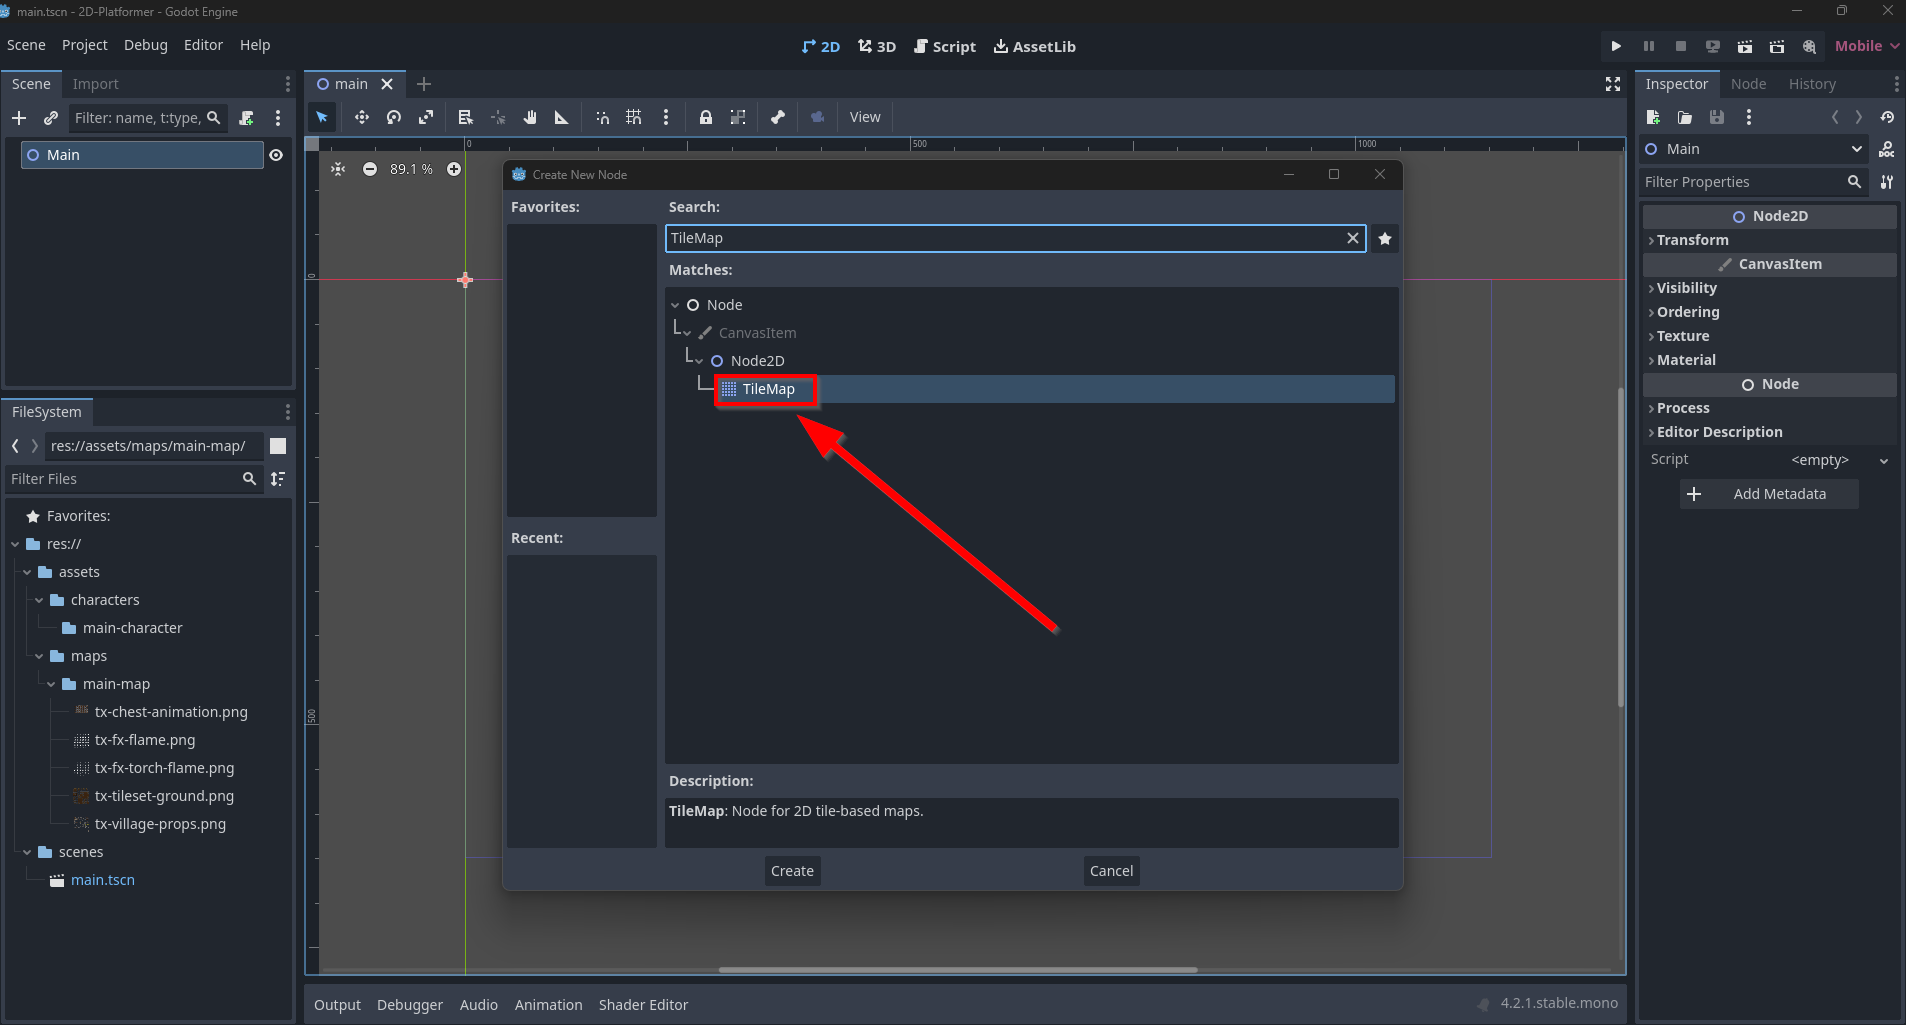 main.tscn - 2D-Platformer - Godot Engine
Scene Project Debug Editor Help
2D 3D Script AssetLib
Mobile
Scene Import
Filter: name, t:type,
Main
main
View
0 500 1000
89.1 %
0
500
Create New Node
Favorites:
Recent:
Search:
TileMap
Matches:
Node
CanvasItem
Node2D
TileMap
Description:
TileMap: Node for 2D tile-based maps.
Create Cancel
FileSystem
res://assets/maps/main-map/
Filter Files
Favorites:
res://
assets
characters
main-character
maps
main-map
tx-chest-animation.png
tx-fx-flame.png
tx-fx-torch-flame.png
tx-tileset-ground.png
tx-village-props.png
scenes
main.tscn
Output Debugger Audio Animation Shader Editor
4.2.1.stable.mono
Inspector Node History
Main
DOC
Filter Properties
Node2D
Transform
CanvasItem
Visibility
Ordering
Texture
Material
Node
Process
Editor Description
Script <empty>
Add Metadata